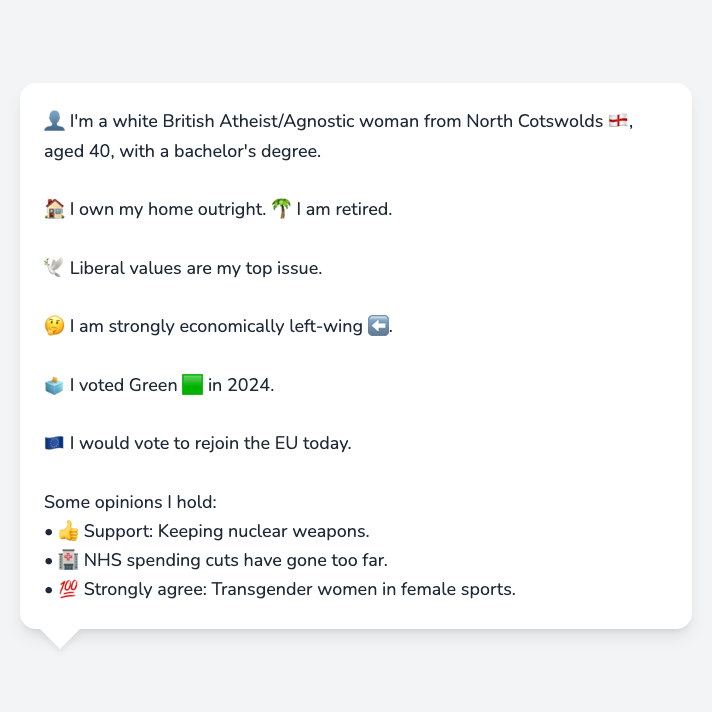 👤 I'm a white British Atheist/Agnostic woman from North Cotswolds 🏴󠁧󠁢󠁥󠁮󠁧󠁿,
aged 40, with a bachelor's degree.
🏠 I own my home outright. 🌴 I am retired.
🕊️ Liberal values are my top issue.
🤔 I am strongly economically left-wing ⬅️.
🗳️ I voted Green 🟩 in 2024.
🇪🇺 I would vote to rejoin the EU today.
Some opinions I hold:
• 👍 Support: Keeping nuclear weapons.
• 🏥 NHS spending cuts have gone too far.
• 💯 Strongly agree: Transgender women in female sports.